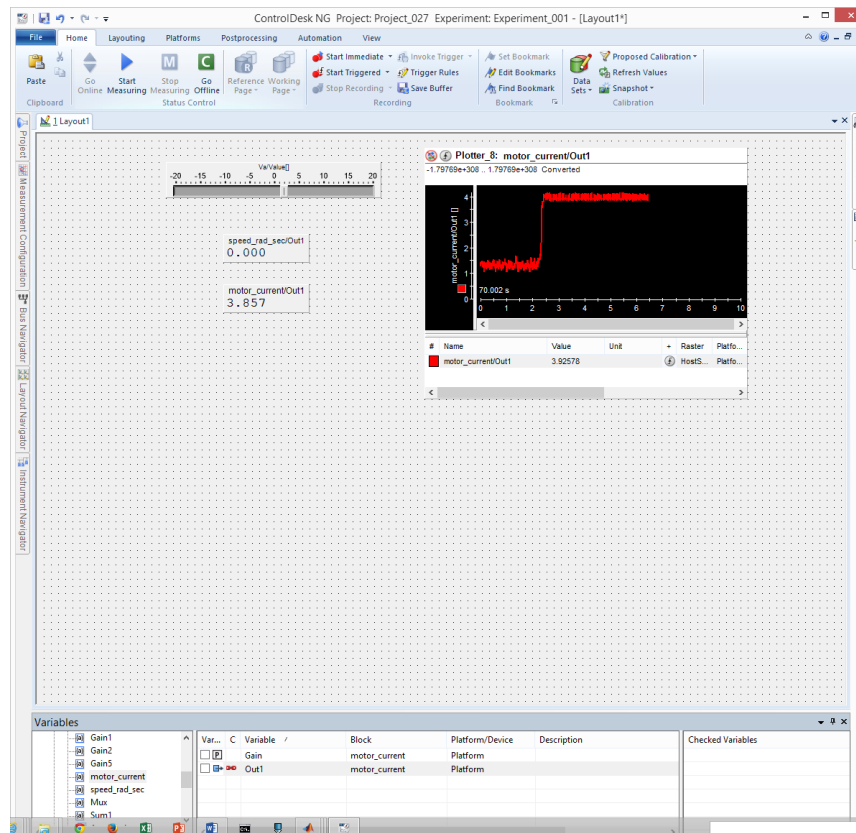 ControlDesk NG Project: Project_027 Experiment: Experiment_001 - [Layout1*]
File Home Layouting Platforms Postprocessing Automation View
Paste
Go Online
Start Measuring
Stop Measuring
Go Offline
Reference Page
Working Page
Start Immediate
Start Triggered
Stop Recording
Invoke Trigger
Trigger Rules
Save Buffer
Set Bookmark
Edit Bookmarks
Find Bookmark
Data Sets
Proposed Calibration
Refresh Values
Snapshot
Clipboard Status Control Recording Bookmark Calibration
1 Layout1
Project
Measurement Configuration
Bus Navigator
Layout Navigator
Instrument Navigator
Va/Value[]
-20 -15 -10 -5 0 5 10 15 20
speed_rad_sec/Out1
0.000
motor_current/Out1
3.857
Plotter_8: motor_current/Out1
-1.79769e+308 .. 1.79769e+308 Converted
motor_current/Out1 []
4
3
2
1
0
70.002 s
0 1 2 3 4 5 6 7 8 9 10
# Name Value Unit + Raster Platfo...
motor_current/Out1 3.92578 HostS... Platfo...
Variables
Gain1
Gain2
Gain5
motor_current
speed_rad_sec
Mux
Sum1
Var... C Variable / Block Platform/Device Description
P Gain motor_current Platform
Out1 motor_current Platform
Checked Variables